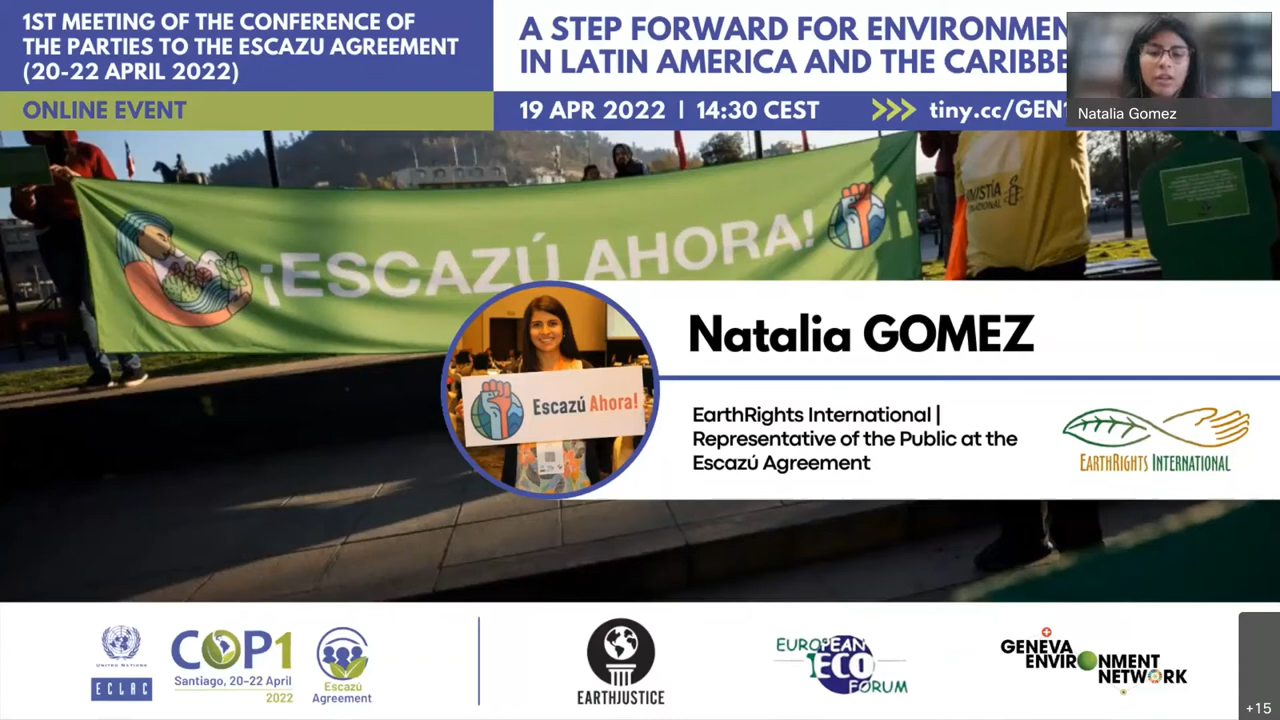 1ST MEETING OF THE CONFERENCE OF
THE PARTIES TO THE ESCAZU AGREEMENT
(20-22 APRIL 2022)
ONLINE EVENT
A STEP FORWARD FOR ENVIRONMEN
IN LATIN AMERICA AND THE CARIBBE
19 APR 2022 | 14:30 CEST >>> tiny.cc/GEN
Natalia Gomez
¡ESCAZÚ AHORA!
Natalia GOMEZ
Escazú Ahora!
EarthRights International |
Representative of the Public at the
Escazú Agreement
EARTHRIGHTS INTERNATIONAL
UNITED NATIONS
ECLAC
COP1
Santiago, 20–22 April
2022
Escazú
Agreement
EARTHJUSTICE
EUROPEAN
ECO
FORUM
GENEVA
ENVIRONMENT
NETWORK
+15